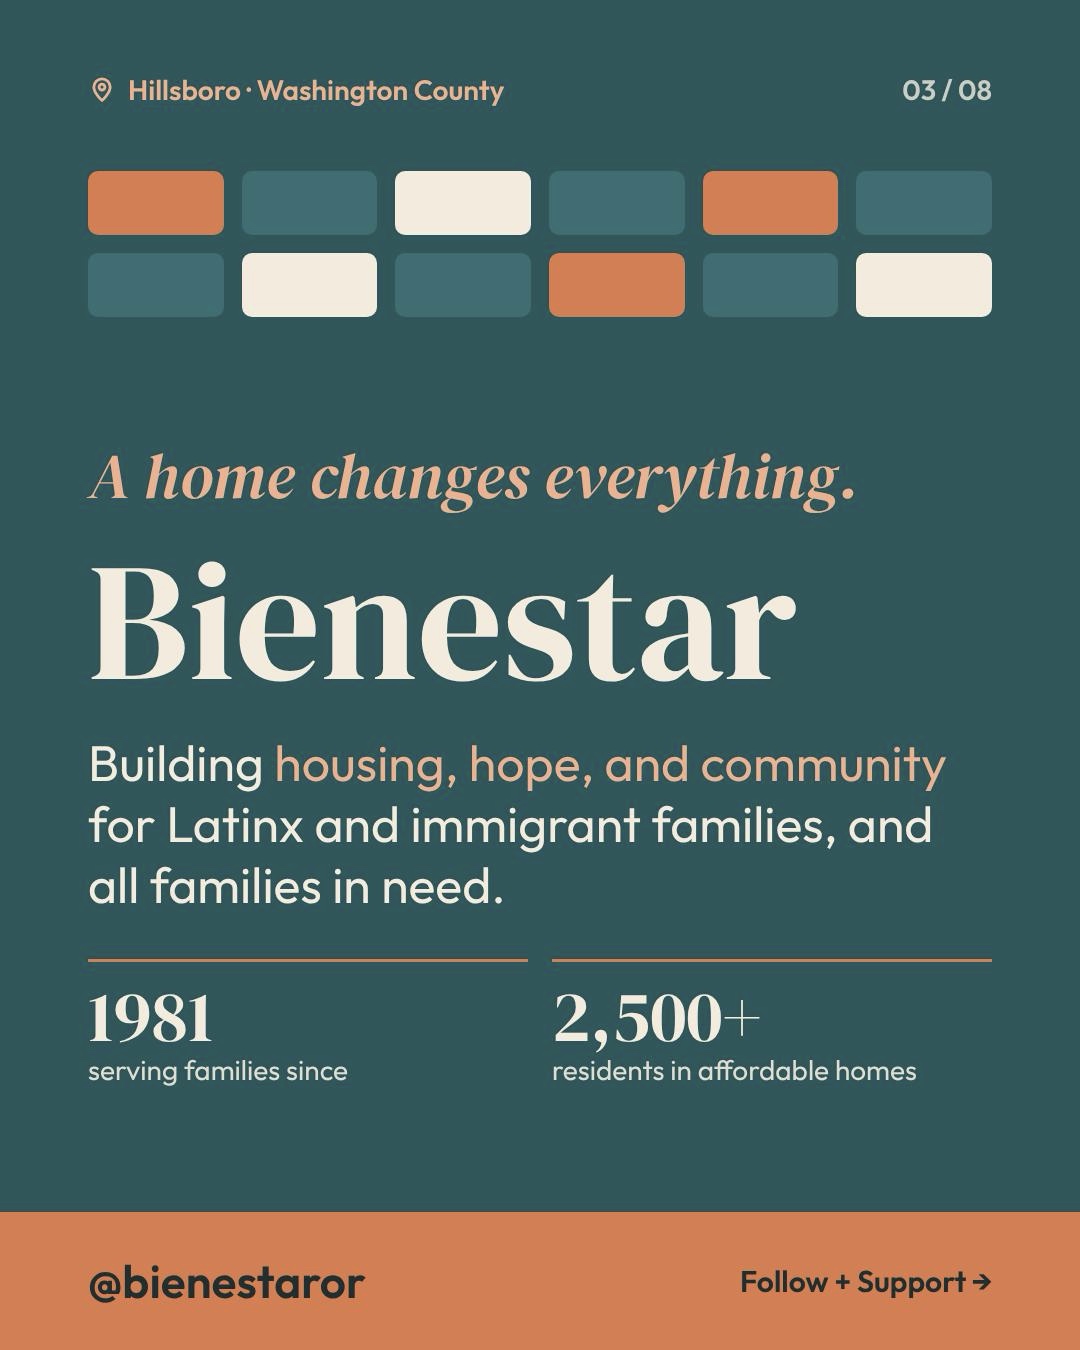 Hillsboro · Washington County
03 / 08
A home changes everything.
Bienestar
Building housing, hope, and community
for Latinx and immigrant families, and
all families in need.
1981
serving families since
2,500+
residents in affordable homes
@bienestaror
Follow + Support →